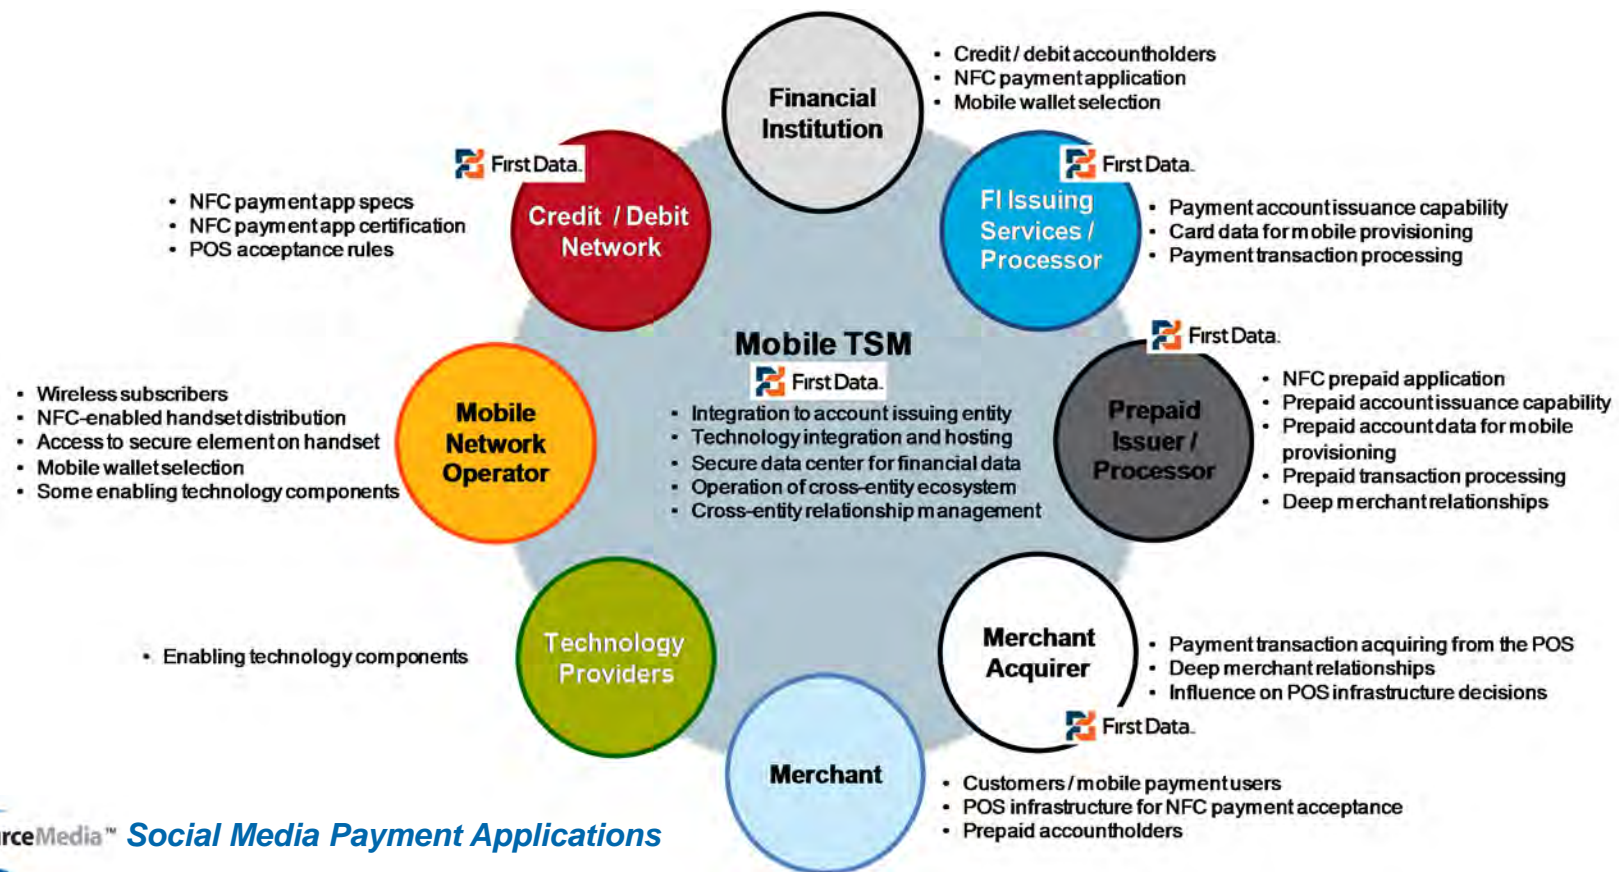 Financial
Institution
• Credit / debit accountholders
• NFC payment application
• Mobile wallet selection
First Data™
Credit / Debit
Network
• NFC payment app specs
• NFC payment app certification
• POS acceptance rules
First Data™
FI Issuing
Services /
Processor
• Payment account issuance capability
• Card data for mobile provisioning
• Payment transaction processing
Mobile TSM
First Data™
• Integration to account issuing entity
• Technology integration and hosting
• Secure data center for financial data
• Operation of cross-entity ecosystem
• Cross-entity relationship management
First Data™
Prepaid
Issuer /
Processor
• NFC prepaid application
• Prepaid account issuance capability
• Prepaid account data for mobile
provisioning
• Prepaid transaction processing
• Deep merchant relationships
Mobile
Network
Operator
• Wireless subscribers
• NFC-enabled handset distribution
• Access to secure element on handset
• Mobile wallet selection
• Some enabling technology components
Technology
Providers
• Enabling technology components
Merchant
Acquirer
• Payment transaction acquiring from the POS
• Deep merchant relationships
• Influence on POS infrastructure decisions
First Data™
Merchant
• Customers / mobile payment users
• POS infrastructure for NFC payment acceptance
• Prepaid accountholders
rceMedia™ Social Media Payment Applications